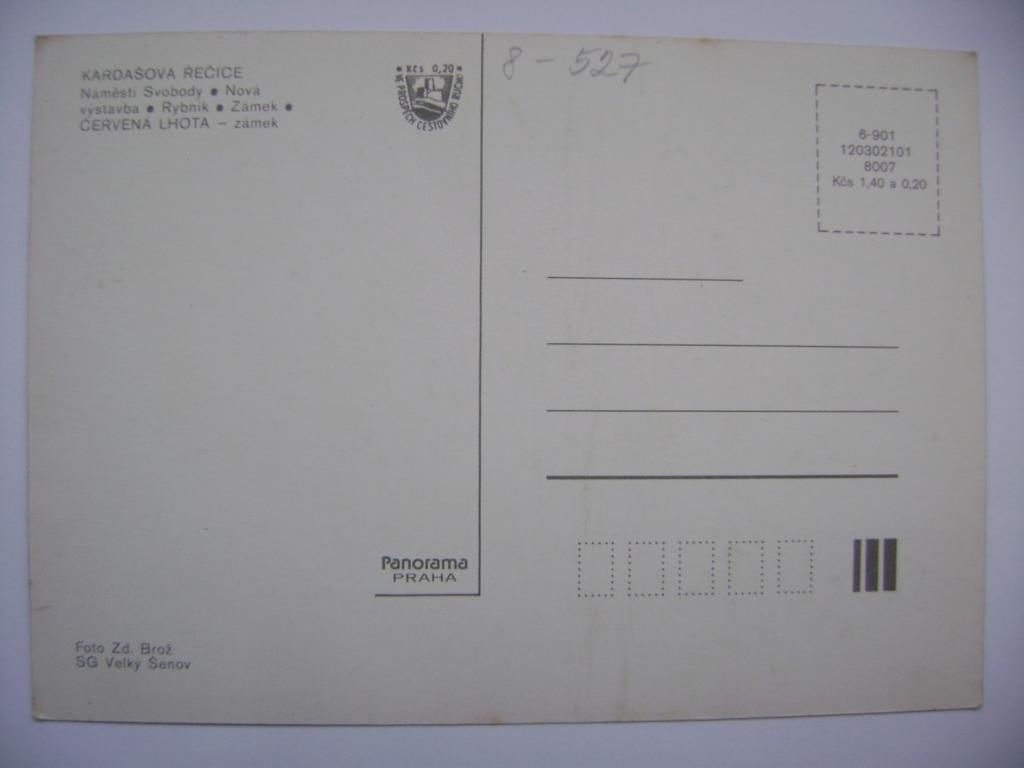 KARDAŠOVA ŘEČICE
Náměstí Svobody ● Nová
výstavba ● Rybník ● Zámek ●
ČERVENÁ LHOTA – zámek
* Kčs 0,20 *
VE PROSPĚCH CESTOVNÍHO RUCHU
8 – 527
6-901
120302101
8007
Kčs 1,40 a 0,20
Panorama
PRAHA
Foto Zd. Brož
SG Velký Šenov